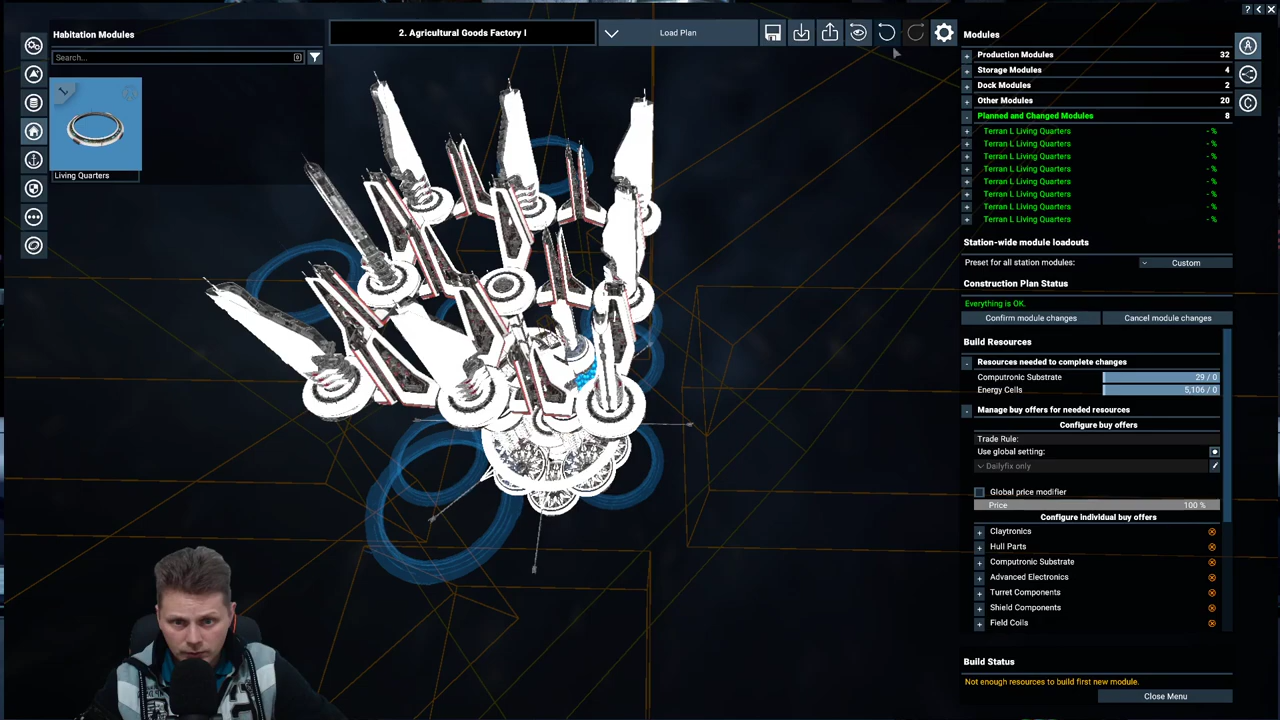 Habitation Modules
Search...
Living Quarters
2. Agricultural Goods Factory I
Load Plan
Modules
Production Modules 32
Storage Modules 4
Dock Modules 2
Other Modules 20
Planned and Changed Modules 8
Terran L Living Quarters - %
Terran L Living Quarters - %
Terran L Living Quarters - %
Terran L Living Quarters - %
Terran L Living Quarters - %
Terran L Living Quarters - %
Terran L Living Quarters - %
Terran L Living Quarters - %
Station-wide module loadouts
Preset for all station modules: Custom
Construction Plan Status
Everything is OK.
Confirm module changes Cancel module changes
Build Resources
Resources needed to complete changes
Computronic Substrate 29 / 0
Energy Cells 5,106 / 0
Manage buy offers for needed resources
Configure buy offers
Trade Rule:
Use global setting:
Dailyfix only
Global price modifier
Price 100 %
Configure individual buy offers
Claytronics
Hull Parts
Computronic Substrate
Advanced Electronics
Turret Components
Shield Components
Field Coils
Build Status
Not enough resources to build first new module.
Close Menu